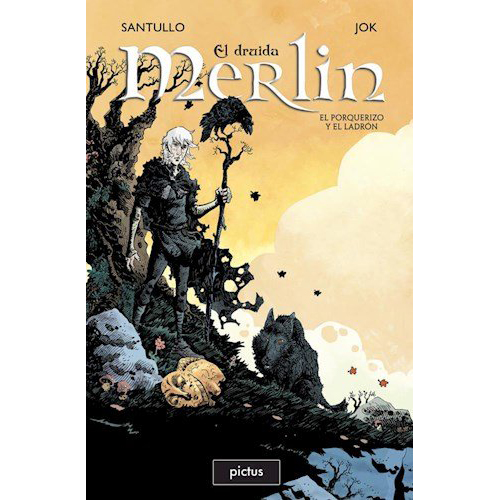 SANTULLO JOK
El druida
Merlin
EL PORQUERIZO
Y EL LADRÓN
pictus